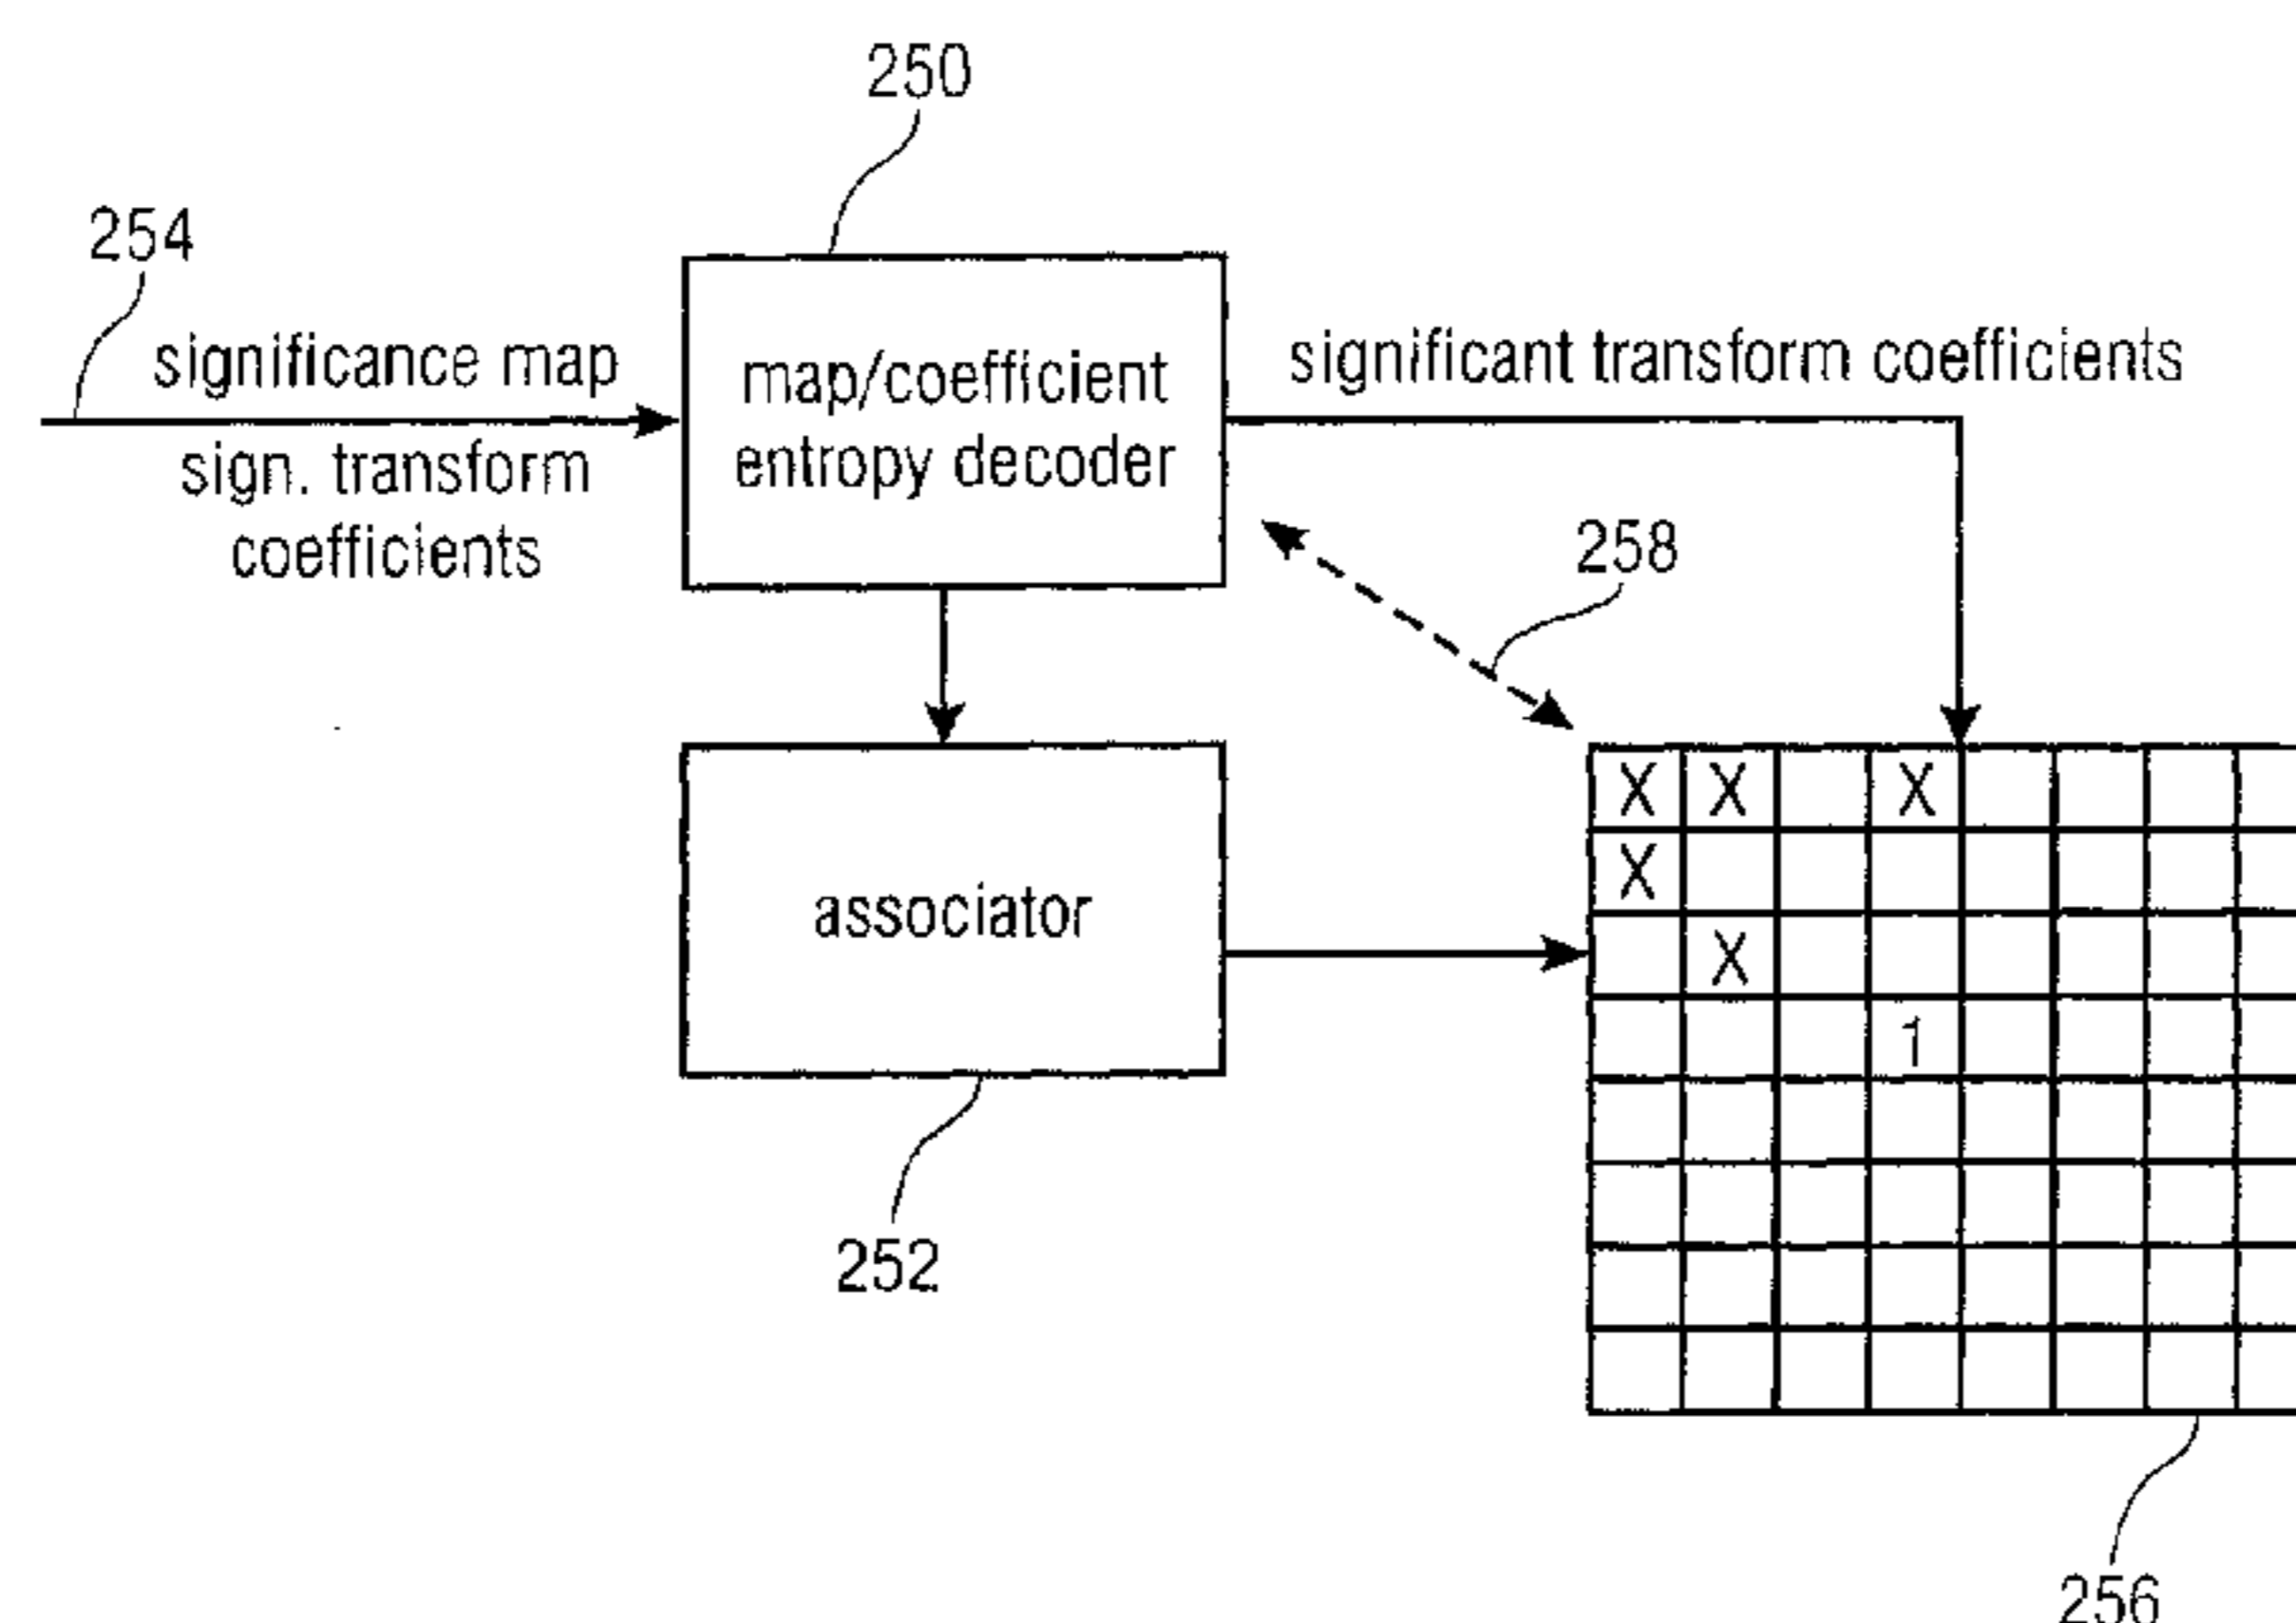 250
254
significance map
sign. transform
coefficients
map/coefficient
entropy decoder
significant transform coefficients
258
X X X
X
X
1
associator
252
256